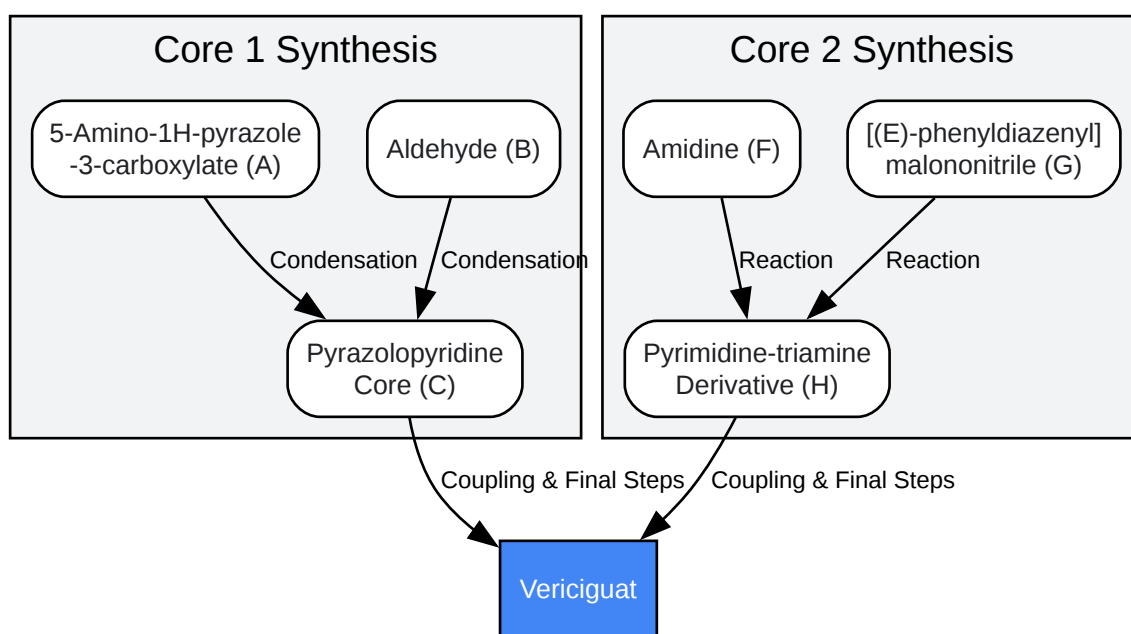 Core 1 Synthesis
Core 2 Synthesis
5-Amino-1H-pyrazole
-3-carboxylate (A)
Aldehyde (B)
Amidine (F)
[(E)-phenyldiazenyl]
malononitrile (G)
Condensation
Condensation
Reaction
Reaction
Pyrazolopyridine
Core (C)
Pyrimidine-triamine
Derivative (H)
Coupling & Final Steps
Coupling & Final Steps
Vericiguat